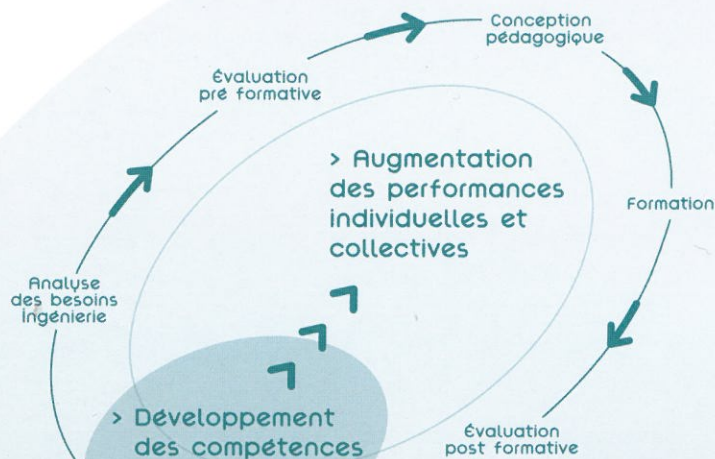 Conception
pédagogique
Évaluation
pré formative
> Augmentation
des performances
individuelles et
collectives
Formation
Analyse
des besoins
Ingénierie
> Développement
des compétences
Évaluation
post formative